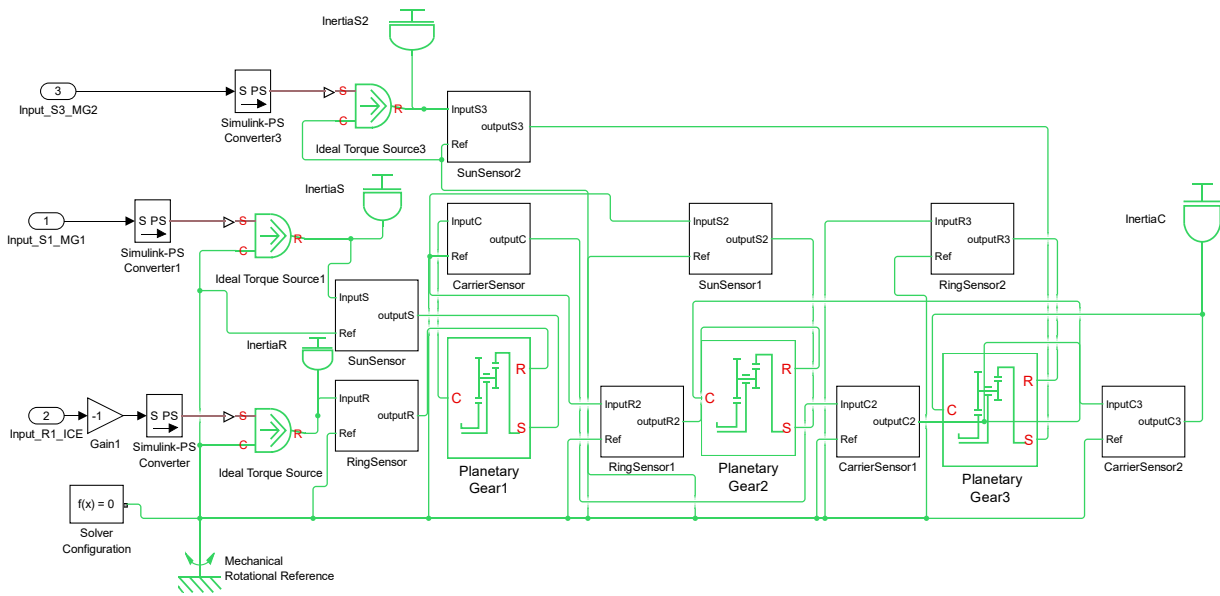 InertiaS2
3
Input_S3_MG2
S PS
Simulink-PS
Converter3
S
C
R
Ideal Torque Source3
InputS3
outputS3
Ref
SunSensor2
InertiaS
1
Input_S1_MG1
S PS
Simulink-PS
Converter1
S
C
R
Ideal Torque Source1
InputS
outputS
Ref
SunSensor
InputC
outputC
Ref
CarrierSensor
InputS2
outputS2
Ref
SunSensor1
InputR3
outputR3
Ref
RingSensor2
InertiaC
InertiaR
2
Input_R1_ICE
-1
Gain1
S PS
Simulink-PS
Converter
S
C
R
Ideal Torque Source
InputR
outputR
Ref
RingSensor
C
R
S
Planetary
Gear1
InputR2
outputR2
Ref
RingSensor1
C
R
S
Planetary
Gear2
InputC2
outputC2
Ref
CarrierSensor1
C
R
S
Planetary
Gear3
InputC3
outputC3
Ref
CarrierSensor2
f(x) = 0
Solver
Configuration
Mechanical
Rotational Reference